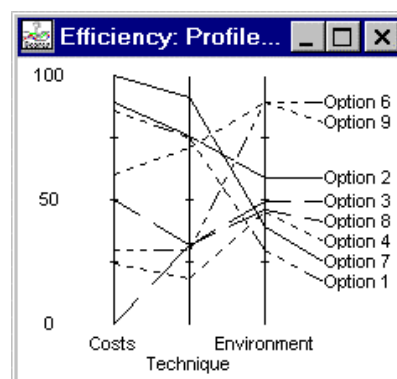 Efficiency: Profile...
100
50
0
Option 6
Option 9
Option 2
Option 3
Option 8
Option 4
Option 7
Option 1
Costs
Environment
Technique